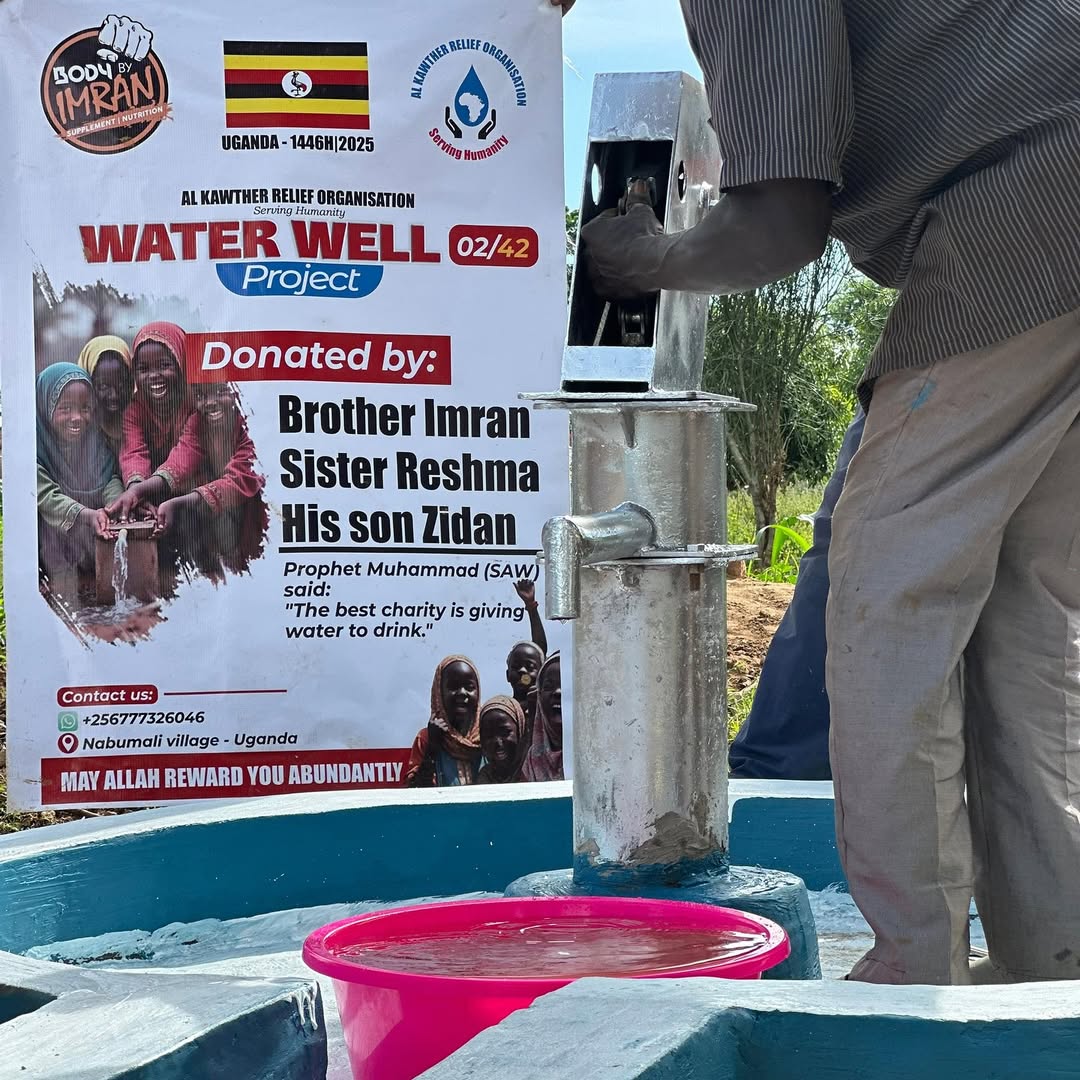 BODY BY
IMRAN
SUPPLEMENT | NUTRITION
UGANDA - 1446H|2025
AL KAWTHER RELIEF ORGANISATION
Serving Humanity
AL KAWTHER RELIEF ORGANISATION
Serving Humanity
WATER WELL 02/42
Project
Donated by:
Brother Imran
Sister Reshma
His son Zidan
Prophet Muhammad (SAW)
said:
"The best charity is giving
water to drink."
Contact us:
+256777326046
Nabumali village - Uganda
MAY ALLAH REWARD YOU ABUNDANTLY